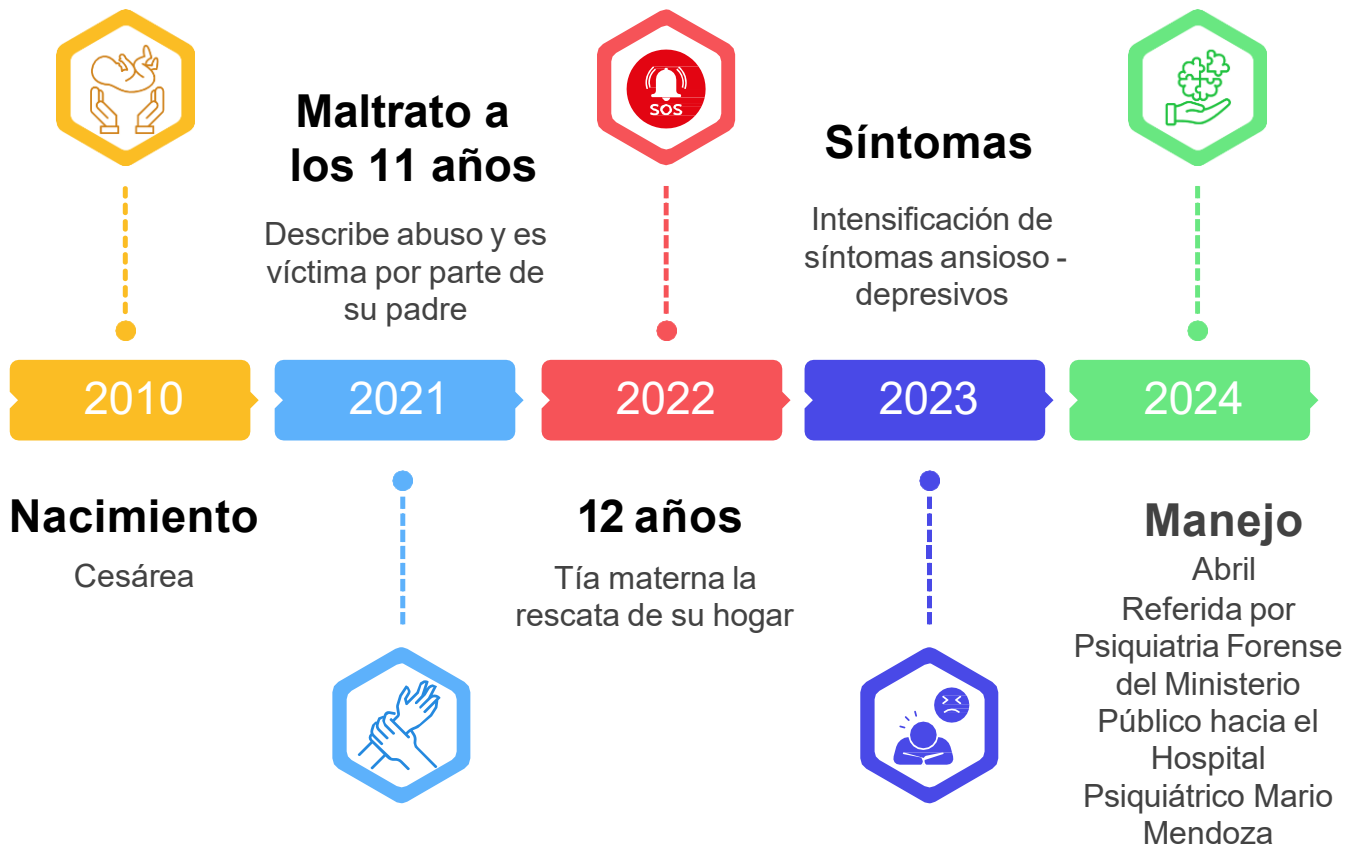 SOS
Maltrato a
los 11 años
Describe abuso y es
víctima por parte de
su padre
Síntomas
Intensificación de
síntomas ansioso -
depresivos
2010
2021
2022
2023
2024
Nacimiento
Cesárea
12 años
Tía materna la
rescata de su hogar
Manejo
Abril
Referida por
Psiquiatria Forense
del Ministerio
Público hacia el
Hospital
Psiquiátrico Mario
Mendoza